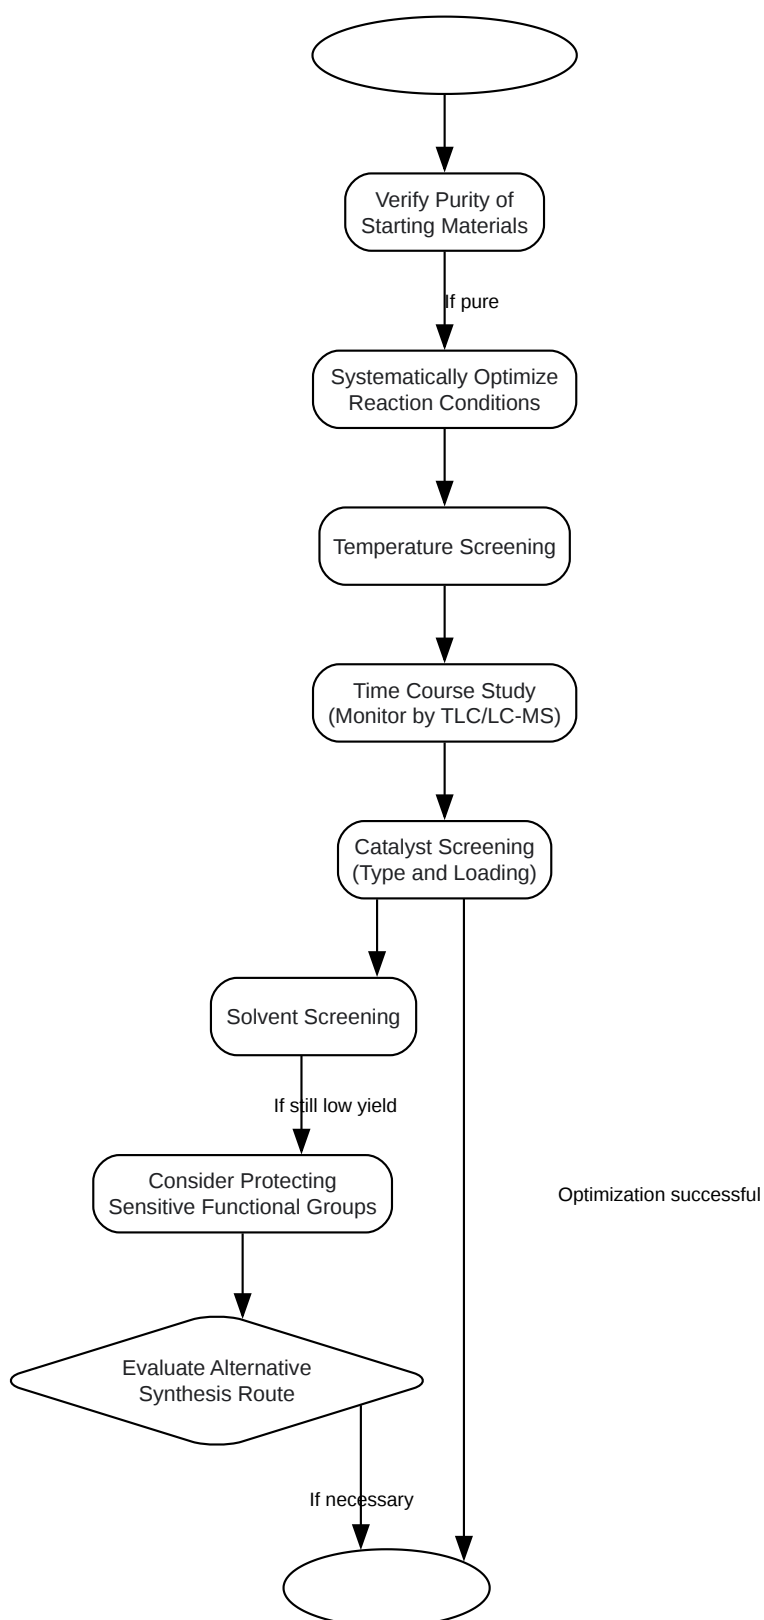 Verify Purity of
Starting Materials
If pure
Systematically Optimize
Reaction Conditions
Temperature Screening
Time Course Study
(Monitor by TLC/LC-MS)
Catalyst Screening
(Type and Loading)
Solvent Screening
If still low yield
Consider Protecting
Sensitive Functional Groups
Optimization successful
Evaluate Alternative
Synthesis Route
If necessary